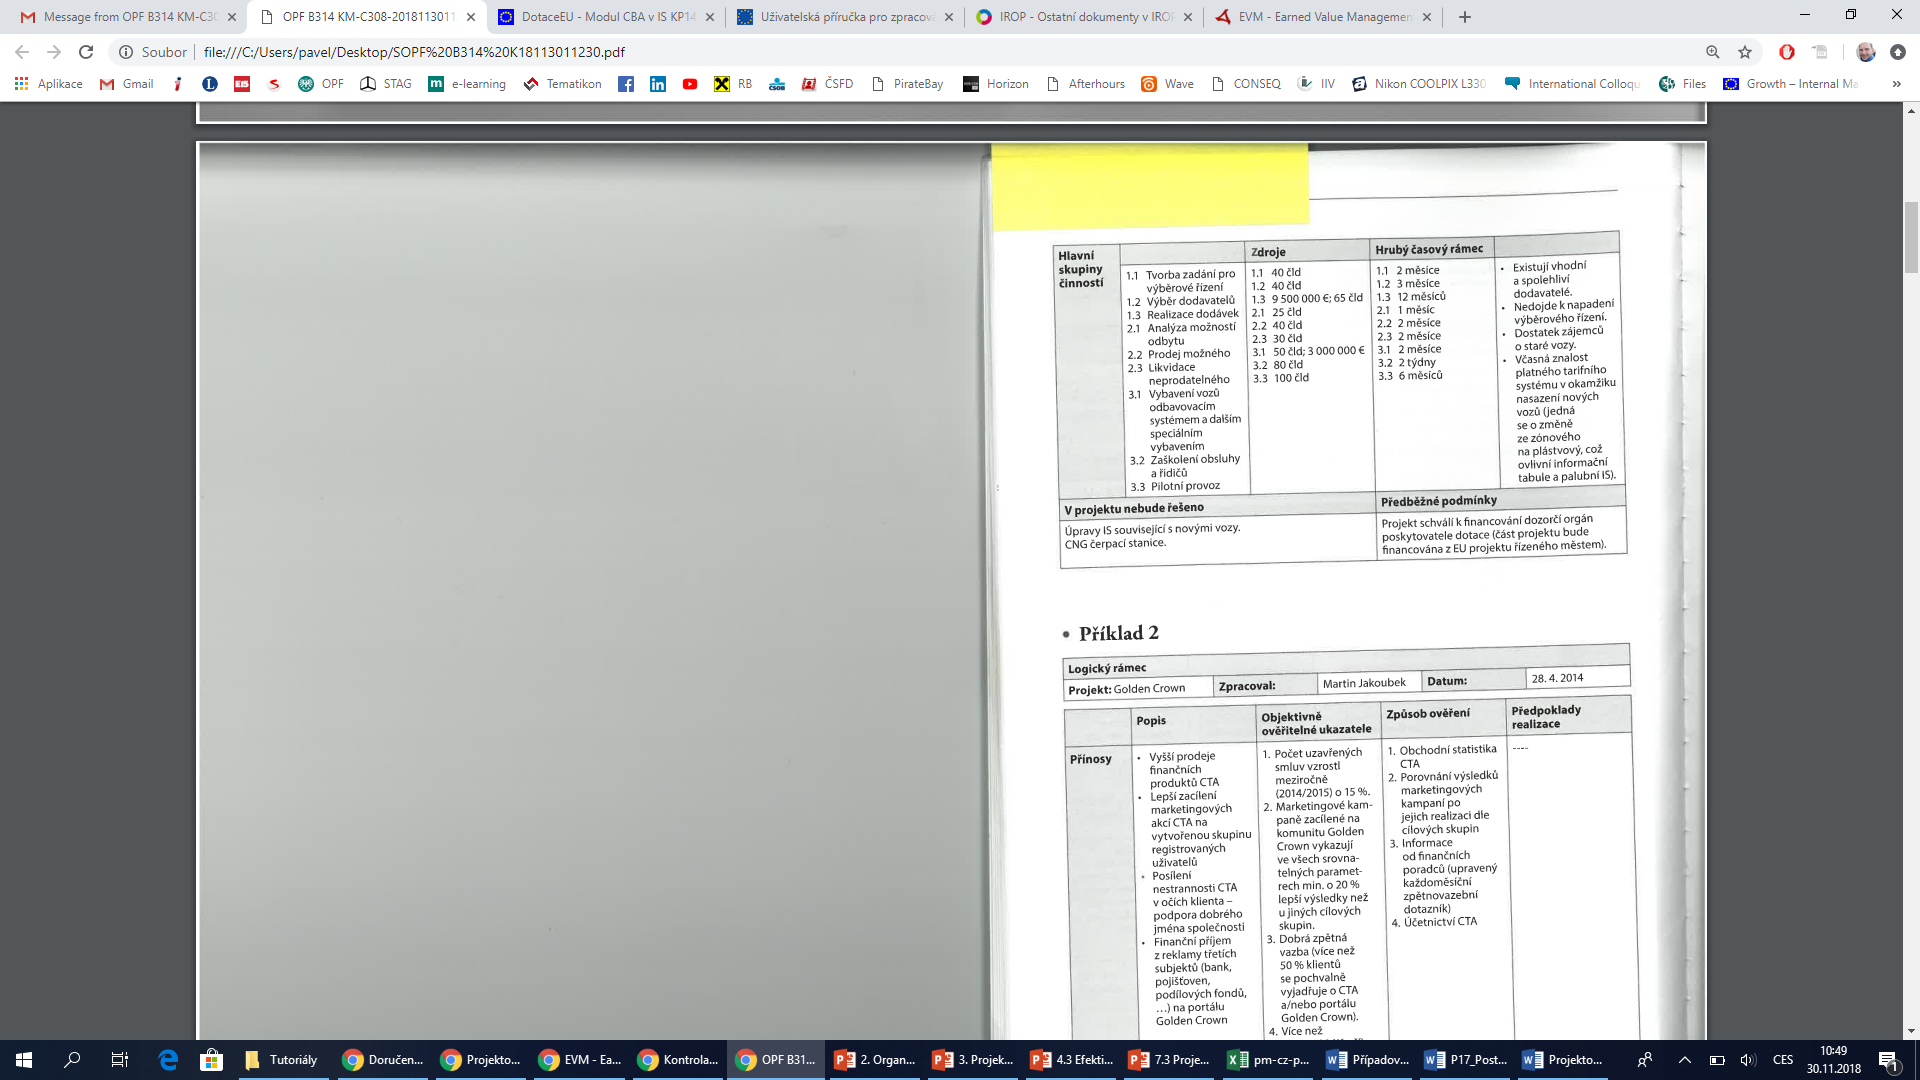 Message from OPF B314 KM-C30
OPF B314 KM-C308-2018113011
DotaceEU - Modul CBA v IS KP14
Uživatelská příručka pro zpracova
IROP - Ostatní dokumenty v IROP
EVM - Earned Value Managemen
Soubor
file:///C:/Users/pavel/Desktop/SOPF%20B314%20K18113011230.pdf
Aplikace
Gmail
OPF
STAG
e-learning
Tematikon
RB
ČSFD
PirateBay
Horizon
Afterhours
Wave
CONSEQ
IIV
Nikon COOLPIX L330
International Colloqu
Files
Growth – Internal Ma
»
Hlavní
skupiny
činností
1.1 Tvorba zadání pro
výběrové řízení
1.2 Výběr dodavatelů
1.3 Realizace dodávek
2.1 Analýza možností
odbytu
2.2 Prodej možného
2.3 Likvidace
neprodatelného
3.1 Vybavení vozů
odbavovacím
systémem a dalším
speciálním
vybavením
3.2 Zaškolení obsluhy
a řidičů
3.3 Pilotní provoz
Zdroje
1.1 40 čld
1.2 40 čld
1.3 9 500 000 €; 65 čld
2.1 25 čld
2.2 40 čld
2.3 30 čld
3.1 50 čld; 3 000 000 €
3.2 80 čld
3.3 100 čld
Hrubý časový rámec
1.1 2 měsíce
1.2 3 měsíce
1.3 12 měsíců
2.1 1 měsíc
2.2 2 měsíce
2.3 2 měsíce
3.1 2 měsíce
3.2 2 týdny
3.3 6 měsíců
• Existují vhodní
a spolehliví
dodavatelé.
• Nedojde k napadení
výběrového řízení.
• Dostatek zájemců
o staré vozy.
• Včasná znalost
platného tarifního
systému v okamžiku
nasazení nových
vozů (jedná
se o změně
ze zónového
na plástvový, což
ovlivní informační
tabule a palubní IS).
V projektu nebude řešeno
Úpravy IS související s novými vozy.
CNG čerpací stanice.
Předběžné podmínky
Projekt schválí k financování dozorčí orgán
poskytovatele dotace (část projektu bude
financována z EU projektu řízeného městem).
• Příklad 2
Logický rámec
Projekt: Golden Crown
Zpracoval:
Martin Jakoubek
Datum:
28. 4. 2014
Popis
Objektivně
ověřitelné ukazatele
Způsob ověření
Předpoklady
realizace
Přínosy
• Vyšší prodeje
finančních
produktů CTA
• Lepší zacílení
marketingových
akcí CTA na
vytvořenou skupinu
registrovaných
uživatelů
• Posílení
nestrannosti CTA
v očích klienta –
podpora dobrého
jména společnosti
• Finanční příjem
z reklamy třetích
subjektů (bank,
pojišťoven,
podílových fondů,
…) na portálu
Golden Crown
1. Počet uzavřených
smluv vzrostl
meziročně
(2014/2015) o 15 %.
2. Marketingové kam-
paně zacílené na
komunitu Golden
Crown vykazují
ve všech srovna-
telných paramet-
rech min. o 20 %
lepší výsledky než
u jiných cílových
skupin.
3. Dobrá zpětná
vazba (více než
50 % klientů
se pochvalně
vyjadřuje o CTA
a/nebo portálu
Golden Crown).
4. Více než
1. Obchodní statistika
CTA
2. Porovnání výsledků
marketingových
kampaní po
jejich realizaci dle
cílových skupin
3. Informace
od finančních
poradců (upravený
každoměsíční
zpětnovazební
dotazník)
4. Účetnictví CTA
----
Tutoriály
Doručen...
Projekto...
EVM - Ea...
Kontrola...
OPF B31...
2. Organ...
3. Projek...
4.3 Efekti...
7.3 Proje...
pm-cz-p...
Případov...
P17_Post...
Projekto...
CES
10:49
30.11.2018
1